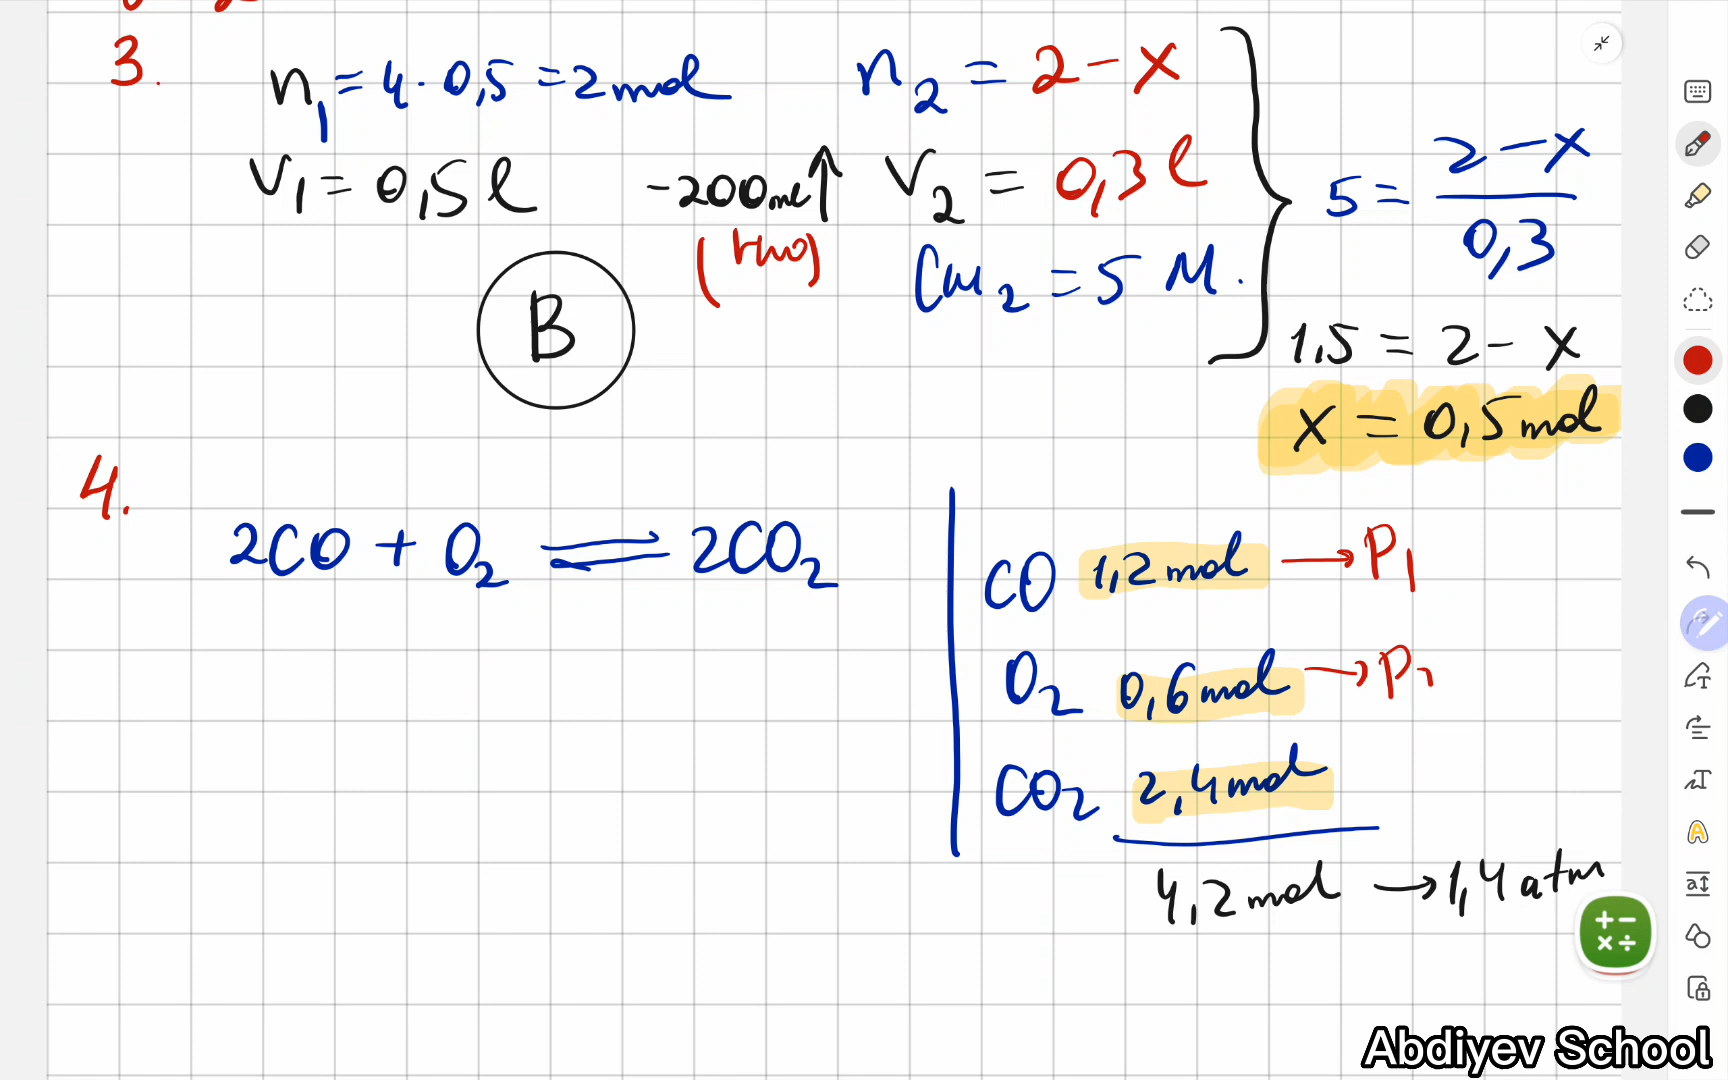 3.
n₁ = 4 · 0,5 = 2 mol
V₁ = 0,5 l
-200 ml ↑
B
n₂ = 2 - x
V₂ = 0,3 l
Cm₂ = 5 M.
5 = (2 - x) / 0,3
1,5 = 2 - x
x = 0,5 mol
4.
2CO + O₂ ⇌ 2CO₂
CO 1,2 mol → P₁
O₂ 0,6 mol → P₂
CO₂ 2,4 mol
4,2 mol → 1,4 atm
Abdiyev School